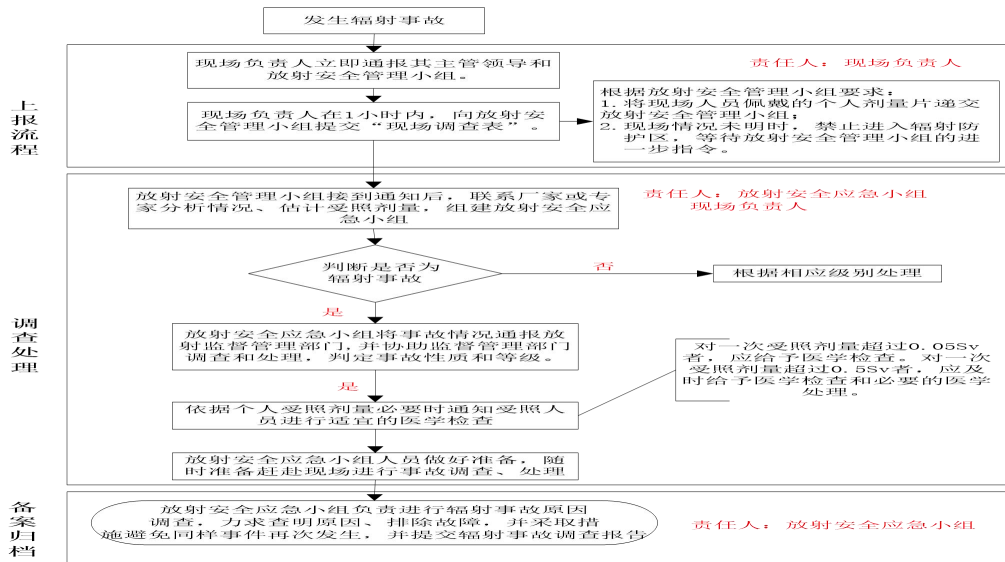 发生辐射事故
上报流程
现场负责人立即通报其主管领导和
放射安全管理小组。
责任人：现场负责人
现场负责人在1小时内，向放射安
全管理小组提交“现场调查表”。
根据放射安全管理小组要求：
1.将现场人员佩戴的个人剂量片递交
放射安全管理小组；
2.现场情况未明时，禁止进入辐射防
护区，等待放射安全管理小组的进
一步指令。
调查处理
放射安全管理小组接到通知后，联系厂家或专
家分析情况、估计受照剂量，组建放射安全应
急小组
责任人：放射安全应急小组
现场负责人
判断是否为
辐射事故
否
根据相应级别处理
是
放射安全应急小组将事故情况通报放
射监督管理部门,并协助监督管理部门
调查和处理，判定事故性质和等级。
对一次受照剂量超过0.05Sv
者，应给予医学检查。对一次
受照剂量超过0.5Sv者，应及
时给予医学检查和必要的医学
处理。
是
依据个人受照剂量必要时通知受照人
员进行适宜的医学检查
放射安全应急小组人员做好准备，随
时准备赶赴现场进行事故调查、处理
备案归档
放射安全应急小组负责进行辐射事故原因
调查，力求查明原因、排除故障，并采取措
施避免同样事件再次发生，并提交辐射事故调查报告
责任人：放射安全应急小组